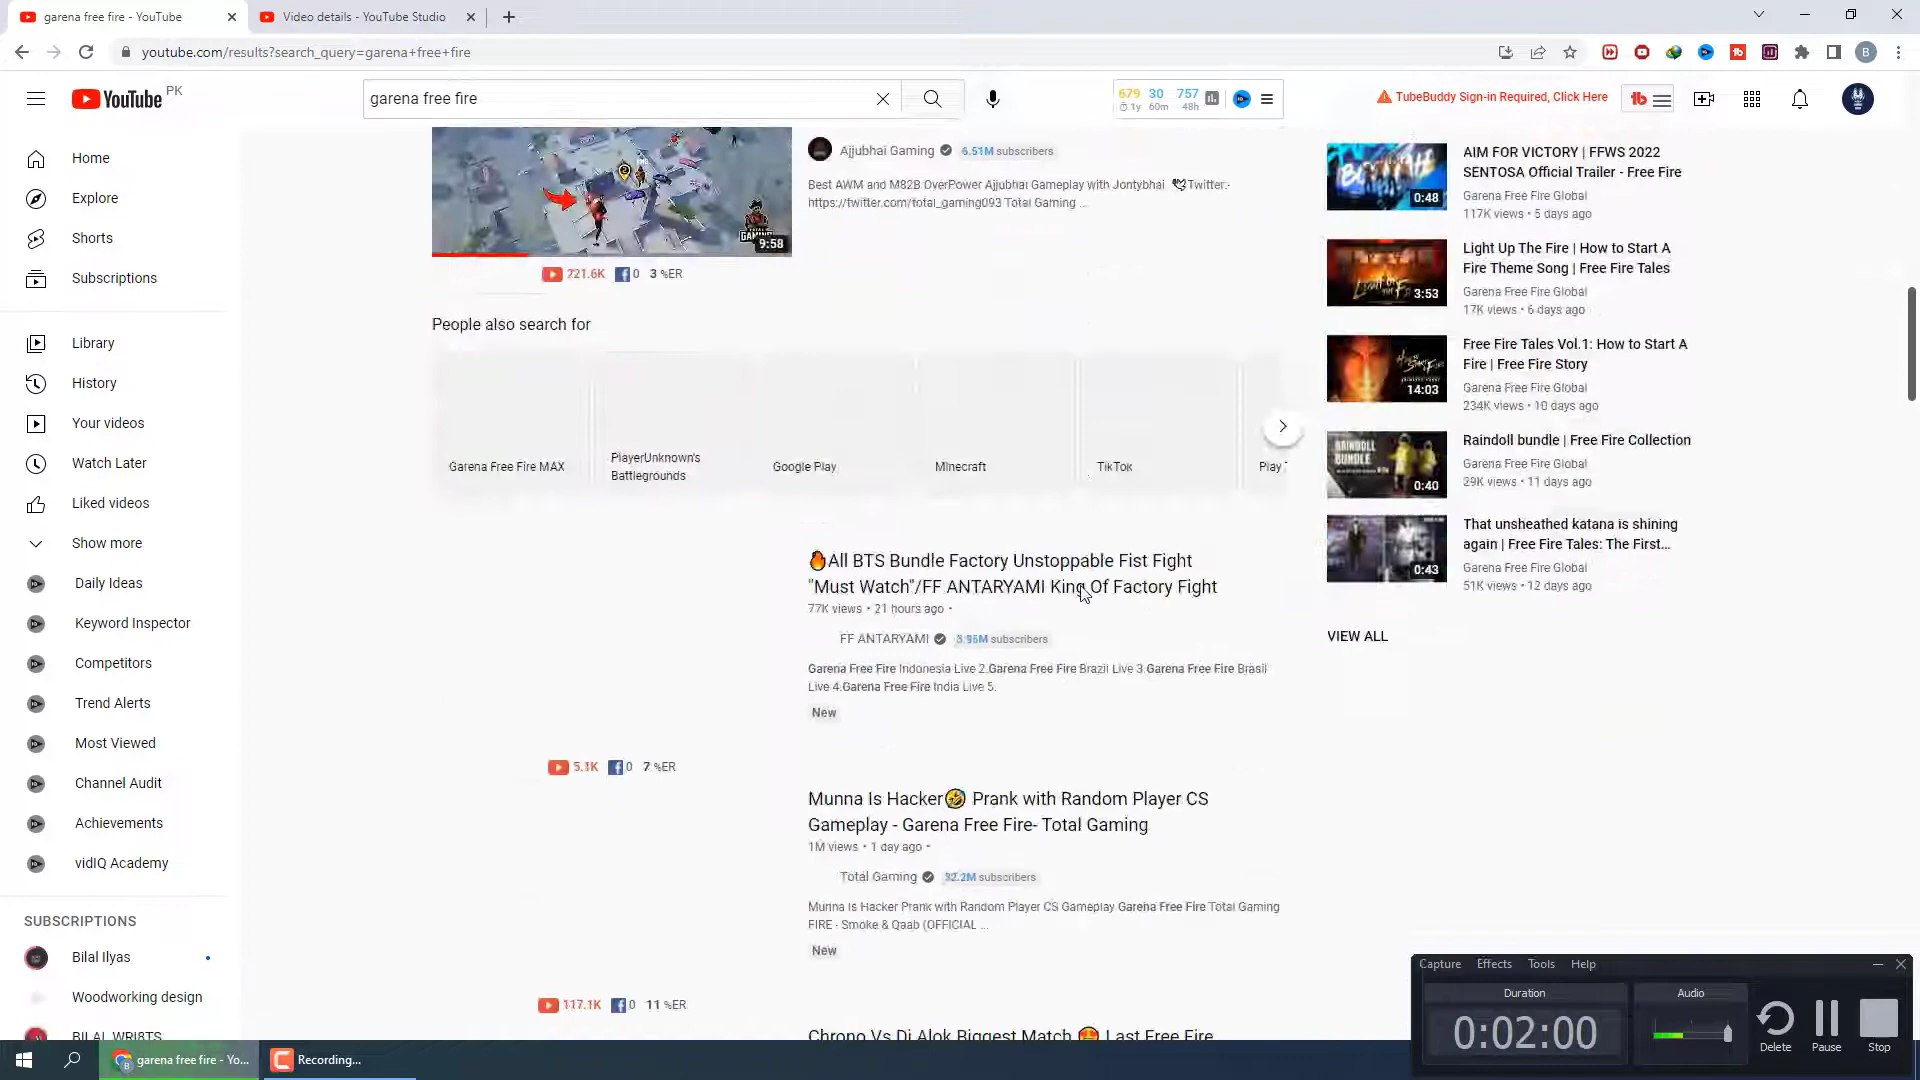 garena free fire - YouTube
Video details - YouTube Studio
youtube.com/results?search_query=garena+free+fire
B
YouTube PK
garena free fire
679 30 757
1y 60m 48h
TubeBuddy Sign-in Required, Click Here
tb
Home
Explore
Shorts
Subscriptions
Library
History
Your videos
Watch Later
Liked videos
Show more
Daily Ideas
Keyword Inspector
Competitors
Trend Alerts
Most Viewed
Channel Audit
Achievements
vidIQ Academy
SUBSCRIPTIONS
Bilal Ilyas
Woodworking design
BILAL WRI8TS
9:58
Ajjubhai Gaming 6.51M subscribers
Best AWM and M82B OverPower Ajjubhai Gameplay with Jontybhai Twitter:-
https://twitter.com/total_gaming093 Total Gaming ...
221.6K 0 3 %ER
People also search for
Garena Free Fire MAX
PlayerUnknown's
Battlegrounds
Google Play
Minecraft
TikTok
Play
🔥All BTS Bundle Factory Unstoppable Fist Fight
"Must Watch"/FF ANTARYAMI King Of Factory Fight
77K views • 21 hours ago •
FF ANTARYAMI subscribers
Garena Free Fire Indonesia Live 2.Garena Free Fire Brazil Live 3.Garena Free Fire Brasil
Live 4.Garena Free Fire India Live 5.
New
0 7 %ER
Munna Is Hacker🤣 Prank with Random Player CS
Gameplay - Garena Free Fire- Total Gaming
1M views • 1 day ago •
Total Gaming 32.2M subscribers
Munna Is Hacker Prank with Random Player CS Gameplay Garena Free Fire Total Gaming
FIRE - Smoke & Qaab (OFFICIAL ...
New
117.1K 0 11 %ER
Chrono Vs Dj Alok Biggest Match 🤩 Last Free Fire
AIM FOR VICTORY | FFWS 2022
SENTOSA Official Trailer - Free Fire
Garena Free Fire Global
117K views • 5 days ago
0:48
Light Up The Fire | How to Start A
Fire Theme Song | Free Fire Tales
Garena Free Fire Global
17K views • 6 days ago
3:53
Free Fire Tales Vol.1: How to Start A
Fire | Free Fire Story
Garena Free Fire Global
234K views • 10 days ago
14:03
Raindoll bundle | Free Fire Collection
Garena Free Fire Global
29K views • 11 days ago
RAINDOLL
BUNDLE
0:40
That unsheathed katana is shining
again | Free Fire Tales: The First...
Garena Free Fire Global
51K views • 12 days ago
0:43
VIEW ALL
Capture Effects Tools Help
Duration
0:02:00
Audio
Delete Pause Stop
garena free fire - Yo...
Recording...